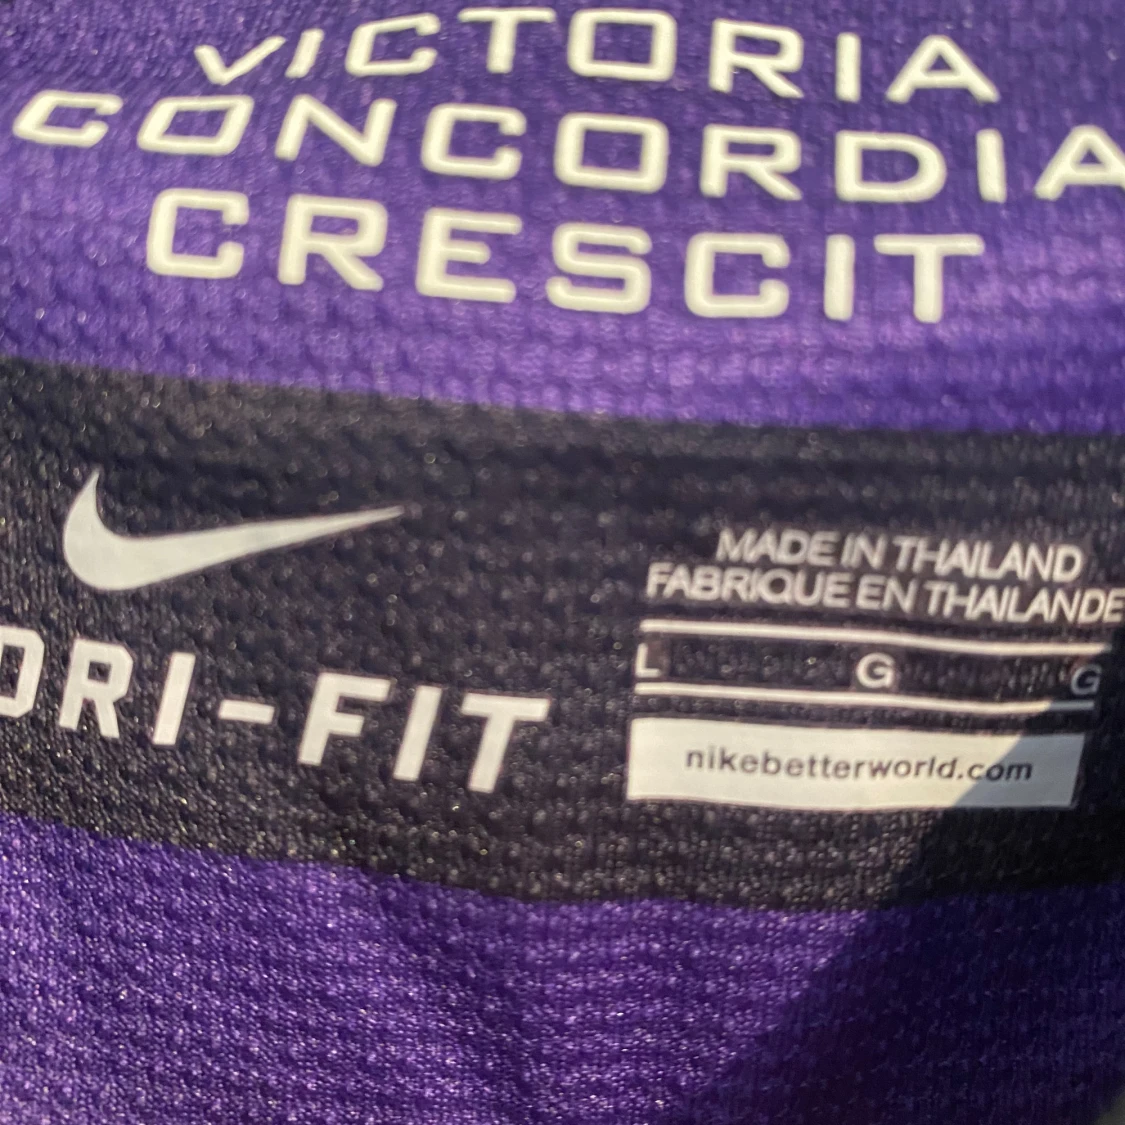 VICTORIA
CONCORDIA
CRESCIT
DRI-FIT
MADE IN THAILAND
FABRIQUE EN THAILANDE
L G G
nikebetterworld.com